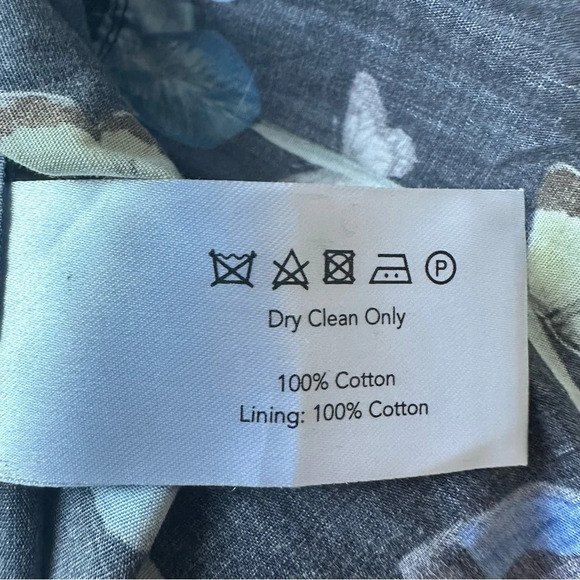 P
Dry Clean Only
100% Cotton
Lining: 100% Cotton